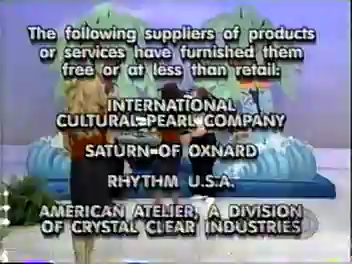 The following suppliers of products
or services have furnished them
free or at less than retail:
INTERNATIONAL
CULTURAL PEARL COMPANY
SATURN OF OXNARD
RHYTHM U.S.A.
AMERICAN ATELIER, A DIVISION
OF CRYSTAL CLEAR INDUSTRIES